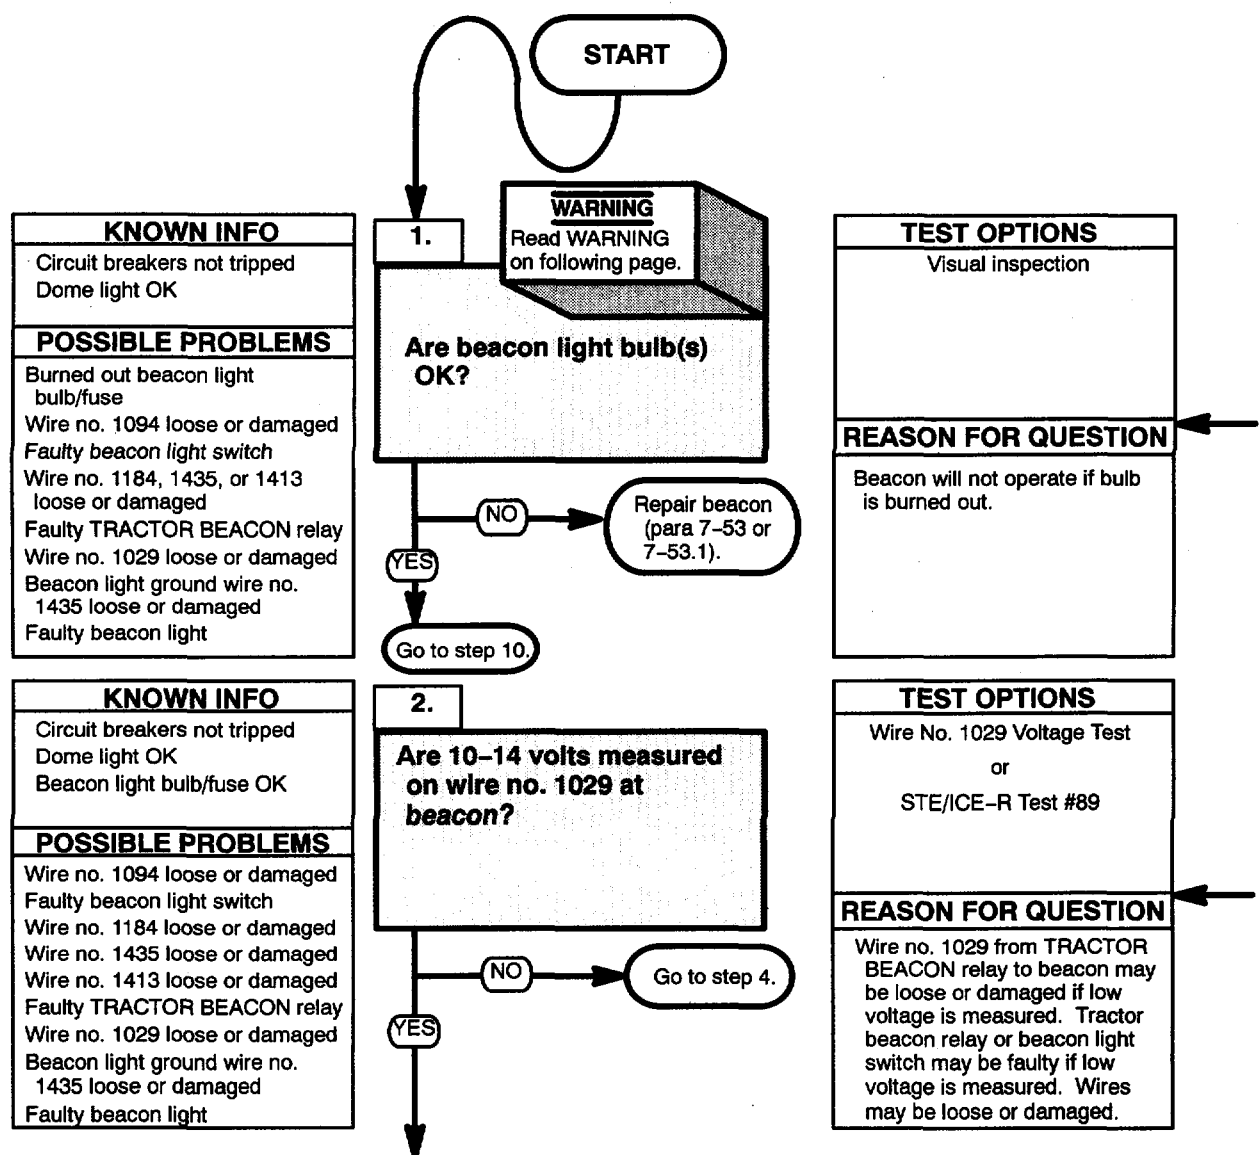 START
WARNING
Read WARNING
on following page.
KNOWN INFO
Circuit breakers not tripped
Dome light OK
POSSIBLE PROBLEMS
Burned out beacon light
bulb/fuse
Wire no. 1094 loose or damaged
Faulty beacon light switch
Wire no. 1184, 1435, or 1413
loose or damaged
Faulty TRACTOR BEACON relay
Wire no. 1029 loose or damaged
Beacon light ground wire no.
1435 loose or damaged
Faulty beacon light
1.
Are beacon light bulb(s)
OK?
NO
Repair beacon
(para 7–53 or
7–53.1).
YES
Go to step 10.
TEST OPTIONS
Visual inspection
REASON FOR QUESTION
Beacon will not operate if bulb
is burned out.
KNOWN INFO
Circuit breakers not tripped
Dome light OK
Beacon light bulb/fuse OK
POSSIBLE PROBLEMS
Wire no. 1094 loose or damaged
Faulty beacon light switch
Wire no. 1184 loose or damaged
Wire no. 1435 loose or damaged
Wire no. 1413 loose or damaged
Faulty TRACTOR BEACON relay
Wire no. 1029 loose or damaged
Beacon light ground wire no.
1435 loose or damaged
Faulty beacon light
2.
Are 10–14 volts measured
on wire no. 1029 at
beacon?
NO
Go to step 4.
YES
TEST OPTIONS
Wire No. 1029 Voltage Test
or
STE/ICE–R Test #89
REASON FOR QUESTION
Wire no. 1029 from TRACTOR
BEACON relay to beacon may
be loose or damaged if low
voltage is measured. Tractor
beacon relay or beacon light
switch may be faulty if low
voltage is measured. Wires
may be loose or damaged.